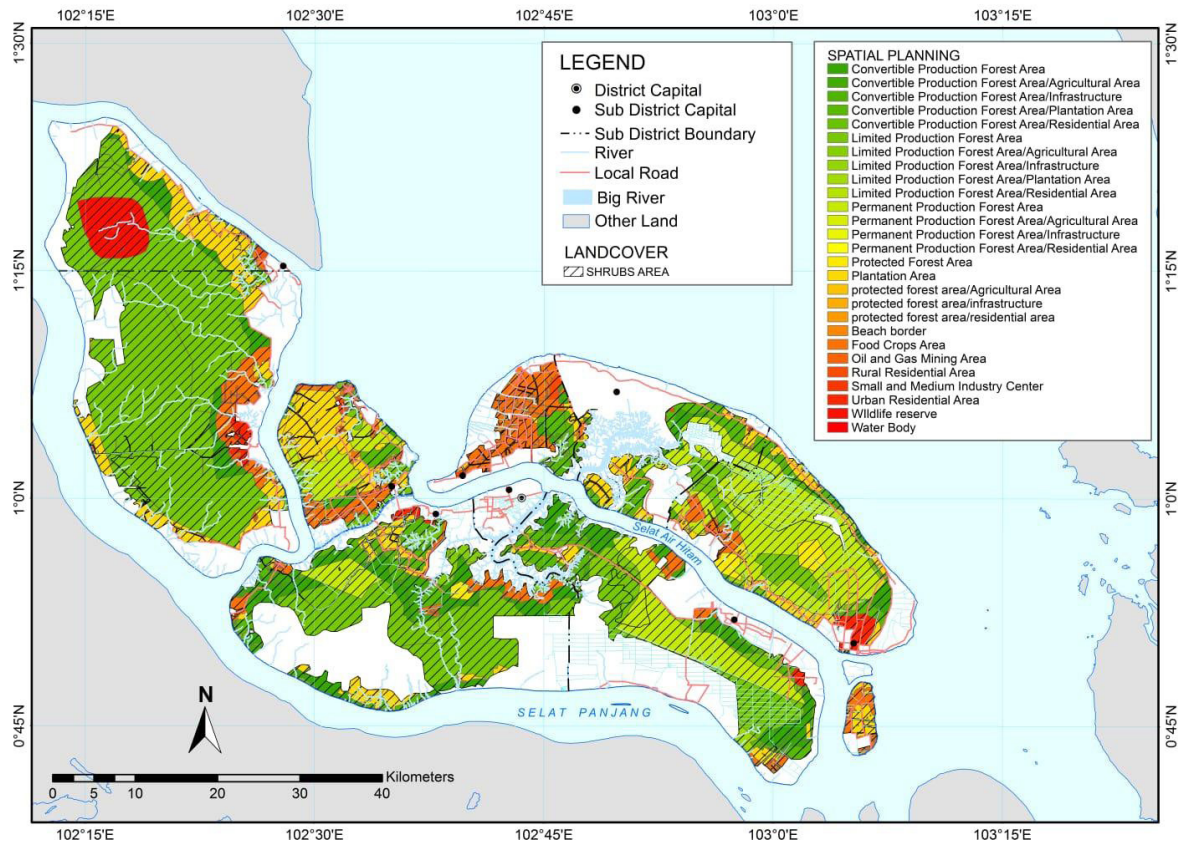 102°15'E 102°30'E 102°45'E 103°0'E 103°15'E
1°30'N
1°30'N
LEGEND
District Capital
Sub District Capital
Sub District Boundary
River
Local Road
Big River
Other Land
LANDCOVER
SHRUBS AREA
SPATIAL PLANNING
Convertible Production Forest Area
Convertible Production Forest Area/Agricultural Area
Convertible Production Forest Area/Infrastructure
Convertible Production Forest Area/Plantation Area
Convertible Production Forest Area/Residential Area
Limited Production Forest Area
Limited Production Forest Area/Agricultural Area
Limited Production Forest Area/Infrastructure
Limited Production Forest Area/Plantation Area
Limited Production Forest Area/Residential Area
Permanent Production Forest Area
Permanent Production Forest Area/Agricultural Area
Permanent Production Forest Area/Infrastructure
Permanent Production Forest Area/Residential Area
Protected Forest Area
Plantation Area
protected forest area/Agricultural Area
protected forest area/infrastructure
protected forest area/residential area
Beach border
Food Crops Area
Oil and Gas Mining Area
Rural Residential Area
Small and Medium Industry Center
Urban Residential Area
WIldlife reserve
Water Body
1°15'N
1°15'N
1°0'N
1°0'N
Selat Air Hitam
SELAT PANJANG
N
0°45'N
0°45'N
Kilometers
0 5 10 20 30 40
102°15'E 102°30'E 102°45'E 103°0'E 103°15'E